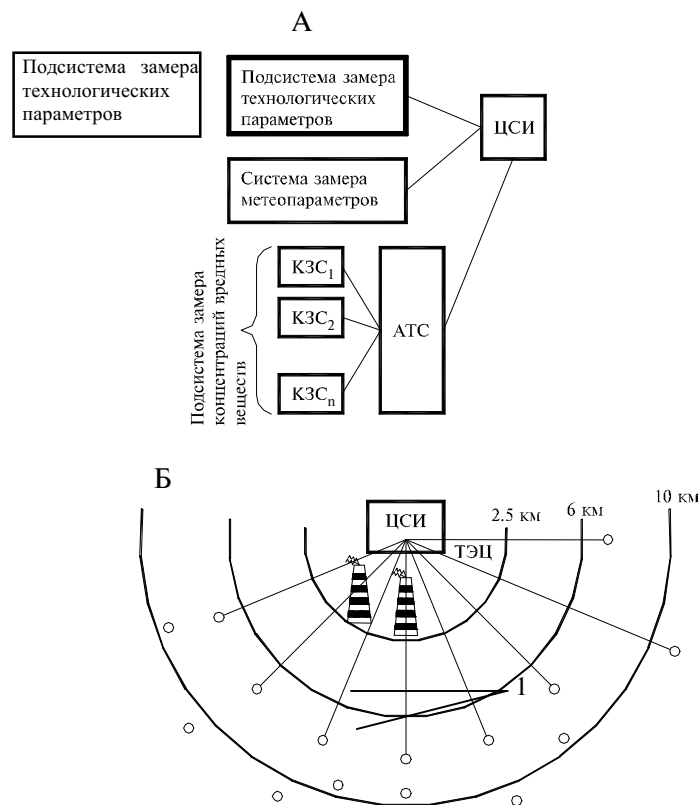 А
Подсистема замера
технологических
параметров
Подсистема замера
технологических
параметров
ЦСИ
Система замера
метеопараметров
Подсистема замера
концентраций вредных
веществ
КЗС1
КЗС2
КЗСn
АТС
Б
ЦСИ
2.5 км
6 км
10 км
ТЭЦ
1